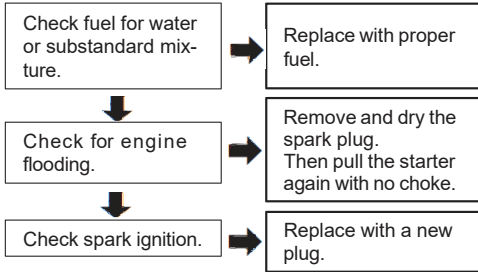 Check fuel for water
or substandard mix-
ture.
Replace with proper
fuel.
Check for engine
flooding.
Remove and dry the
spark plug.
Then pull the starter
again with no choke.
Check spark ignition.
Replace with a new
plug.